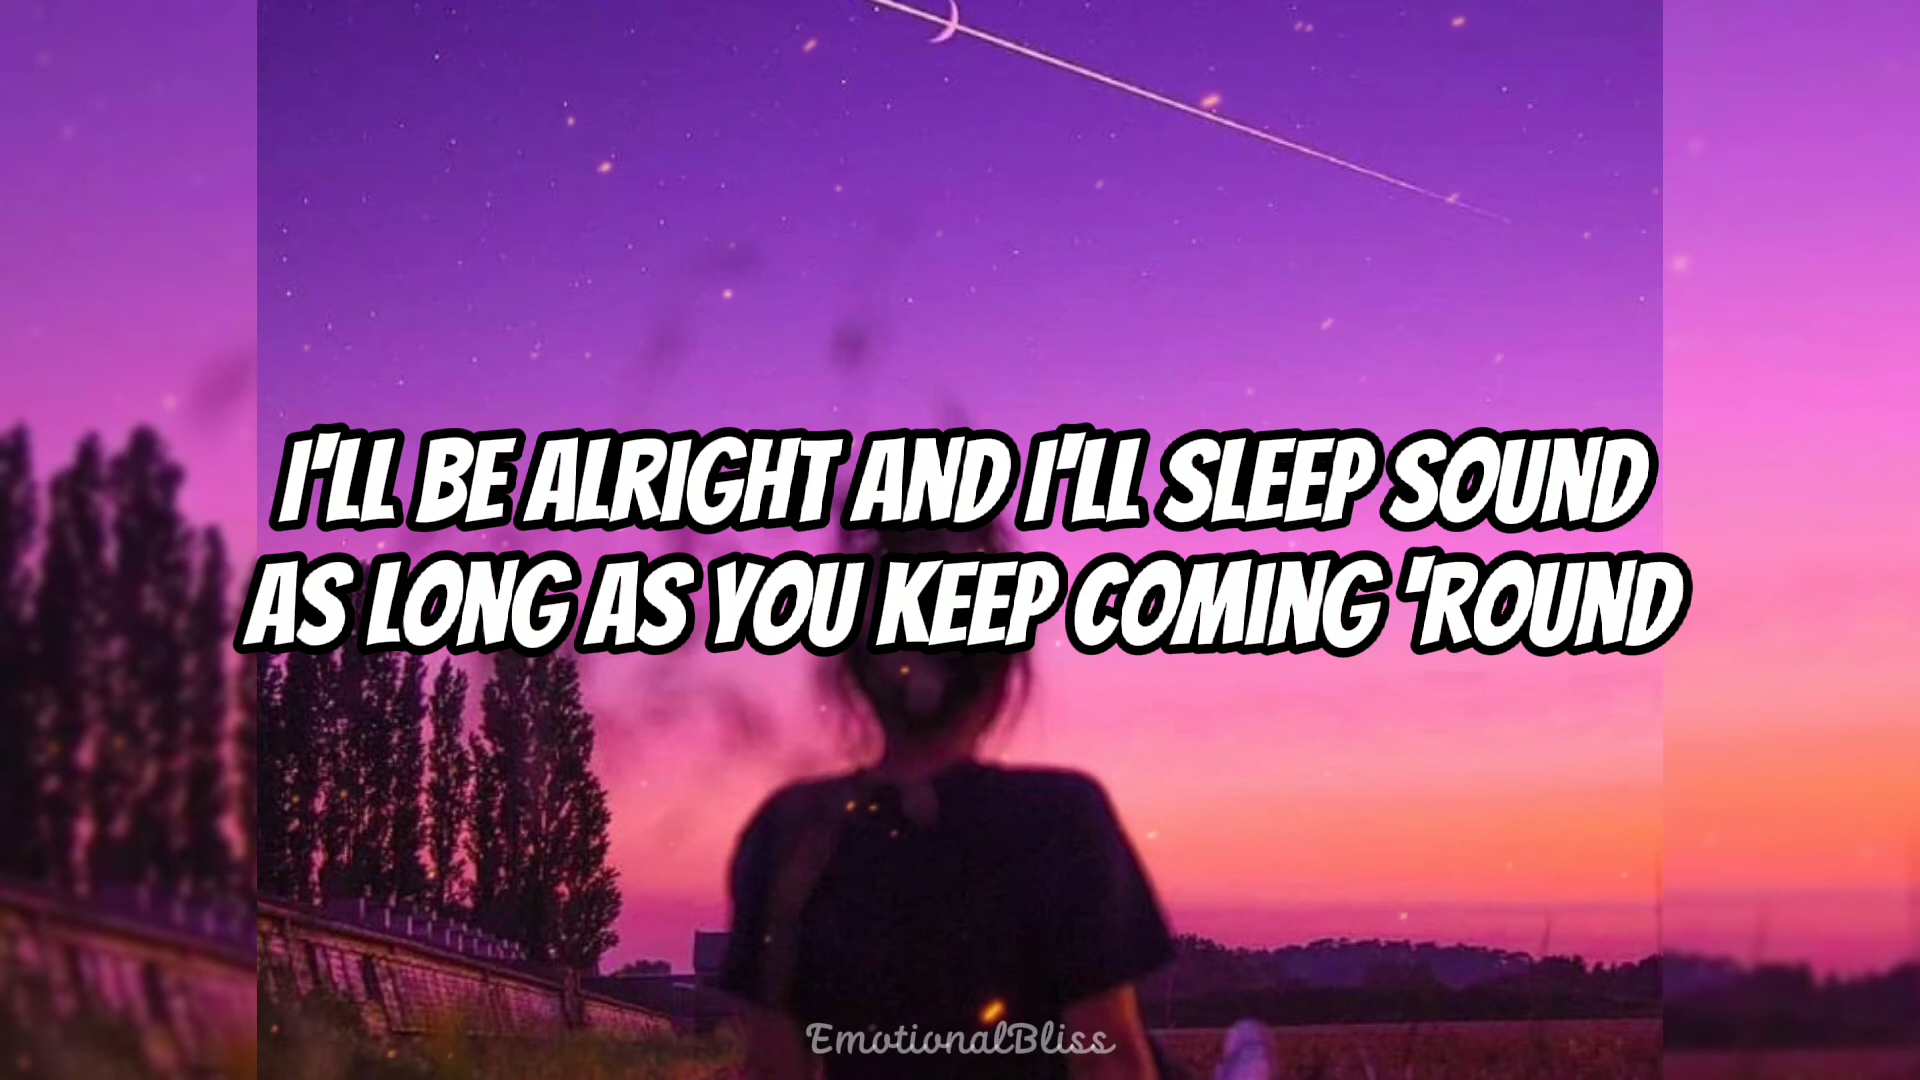 I'LL BE ALRIGHT AND I'LL SLEEP SOUND
AS LONG AS YOU KEEP COMING 'ROUND
EmotionalBliss